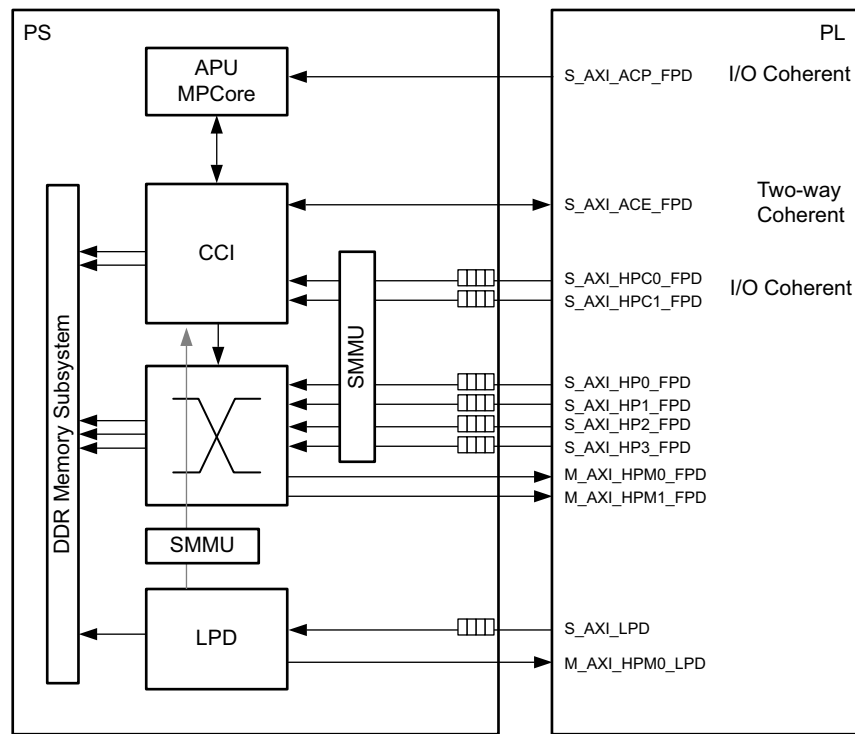 PS
PL
APU
MPCore
S_AXI_ACP_FPD
I/O Coherent
CCI
S_AXI_ACE_FPD
Two-way
Coherent
S_AXI_HPC0_FPD
S_AXI_HPC1_FPD
I/O Coherent
SMMU
DDR Memory Subsystem
S_AXI_HP0_FPD
S_AXI_HP1_FPD
S_AXI_HP2_FPD
S_AXI_HP3_FPD
M_AXI_HPM0_FPD
M_AXI_HPM1_FPD
SMMU
LPD
S_AXI_LPD
M_AXI_HPM0_LPD